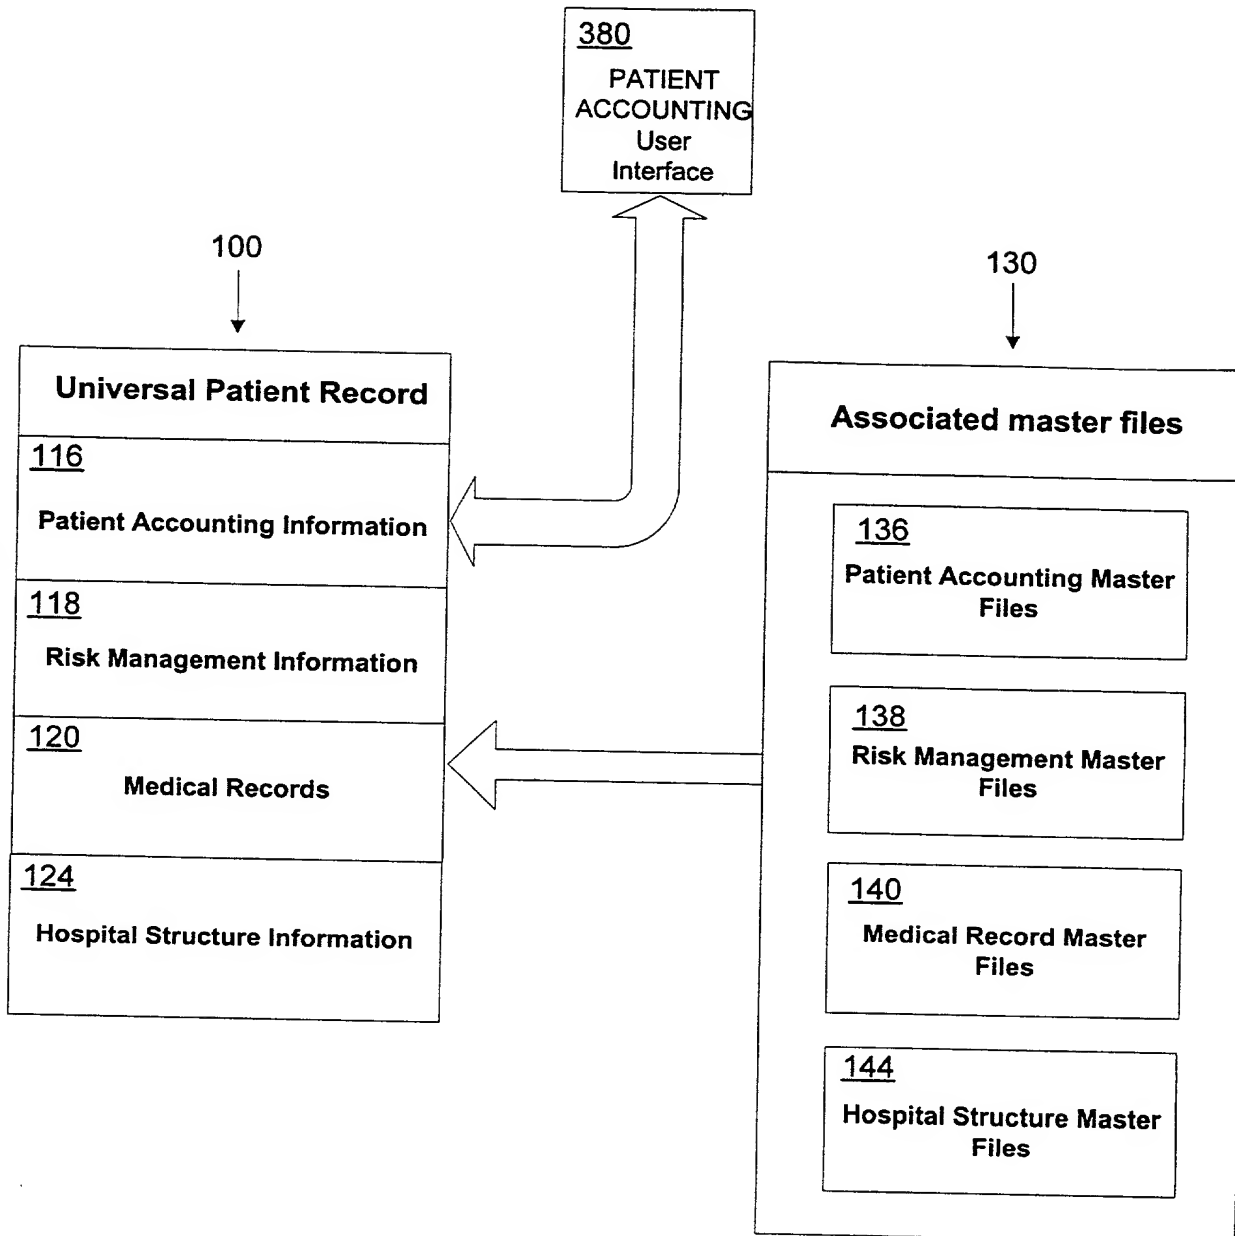 380
PATIENT
ACCOUNTING
User
Interface
100
130
Universal Patient Record
116
Patient Accounting Information
118
Risk Management Information
120
Medical Records
124
Hospital Structure Information
Associated master files
136
Patient Accounting Master
Files
138
Risk Management Master
Files
140
Medical Record Master
Files
144
Hospital Structure Master
Files